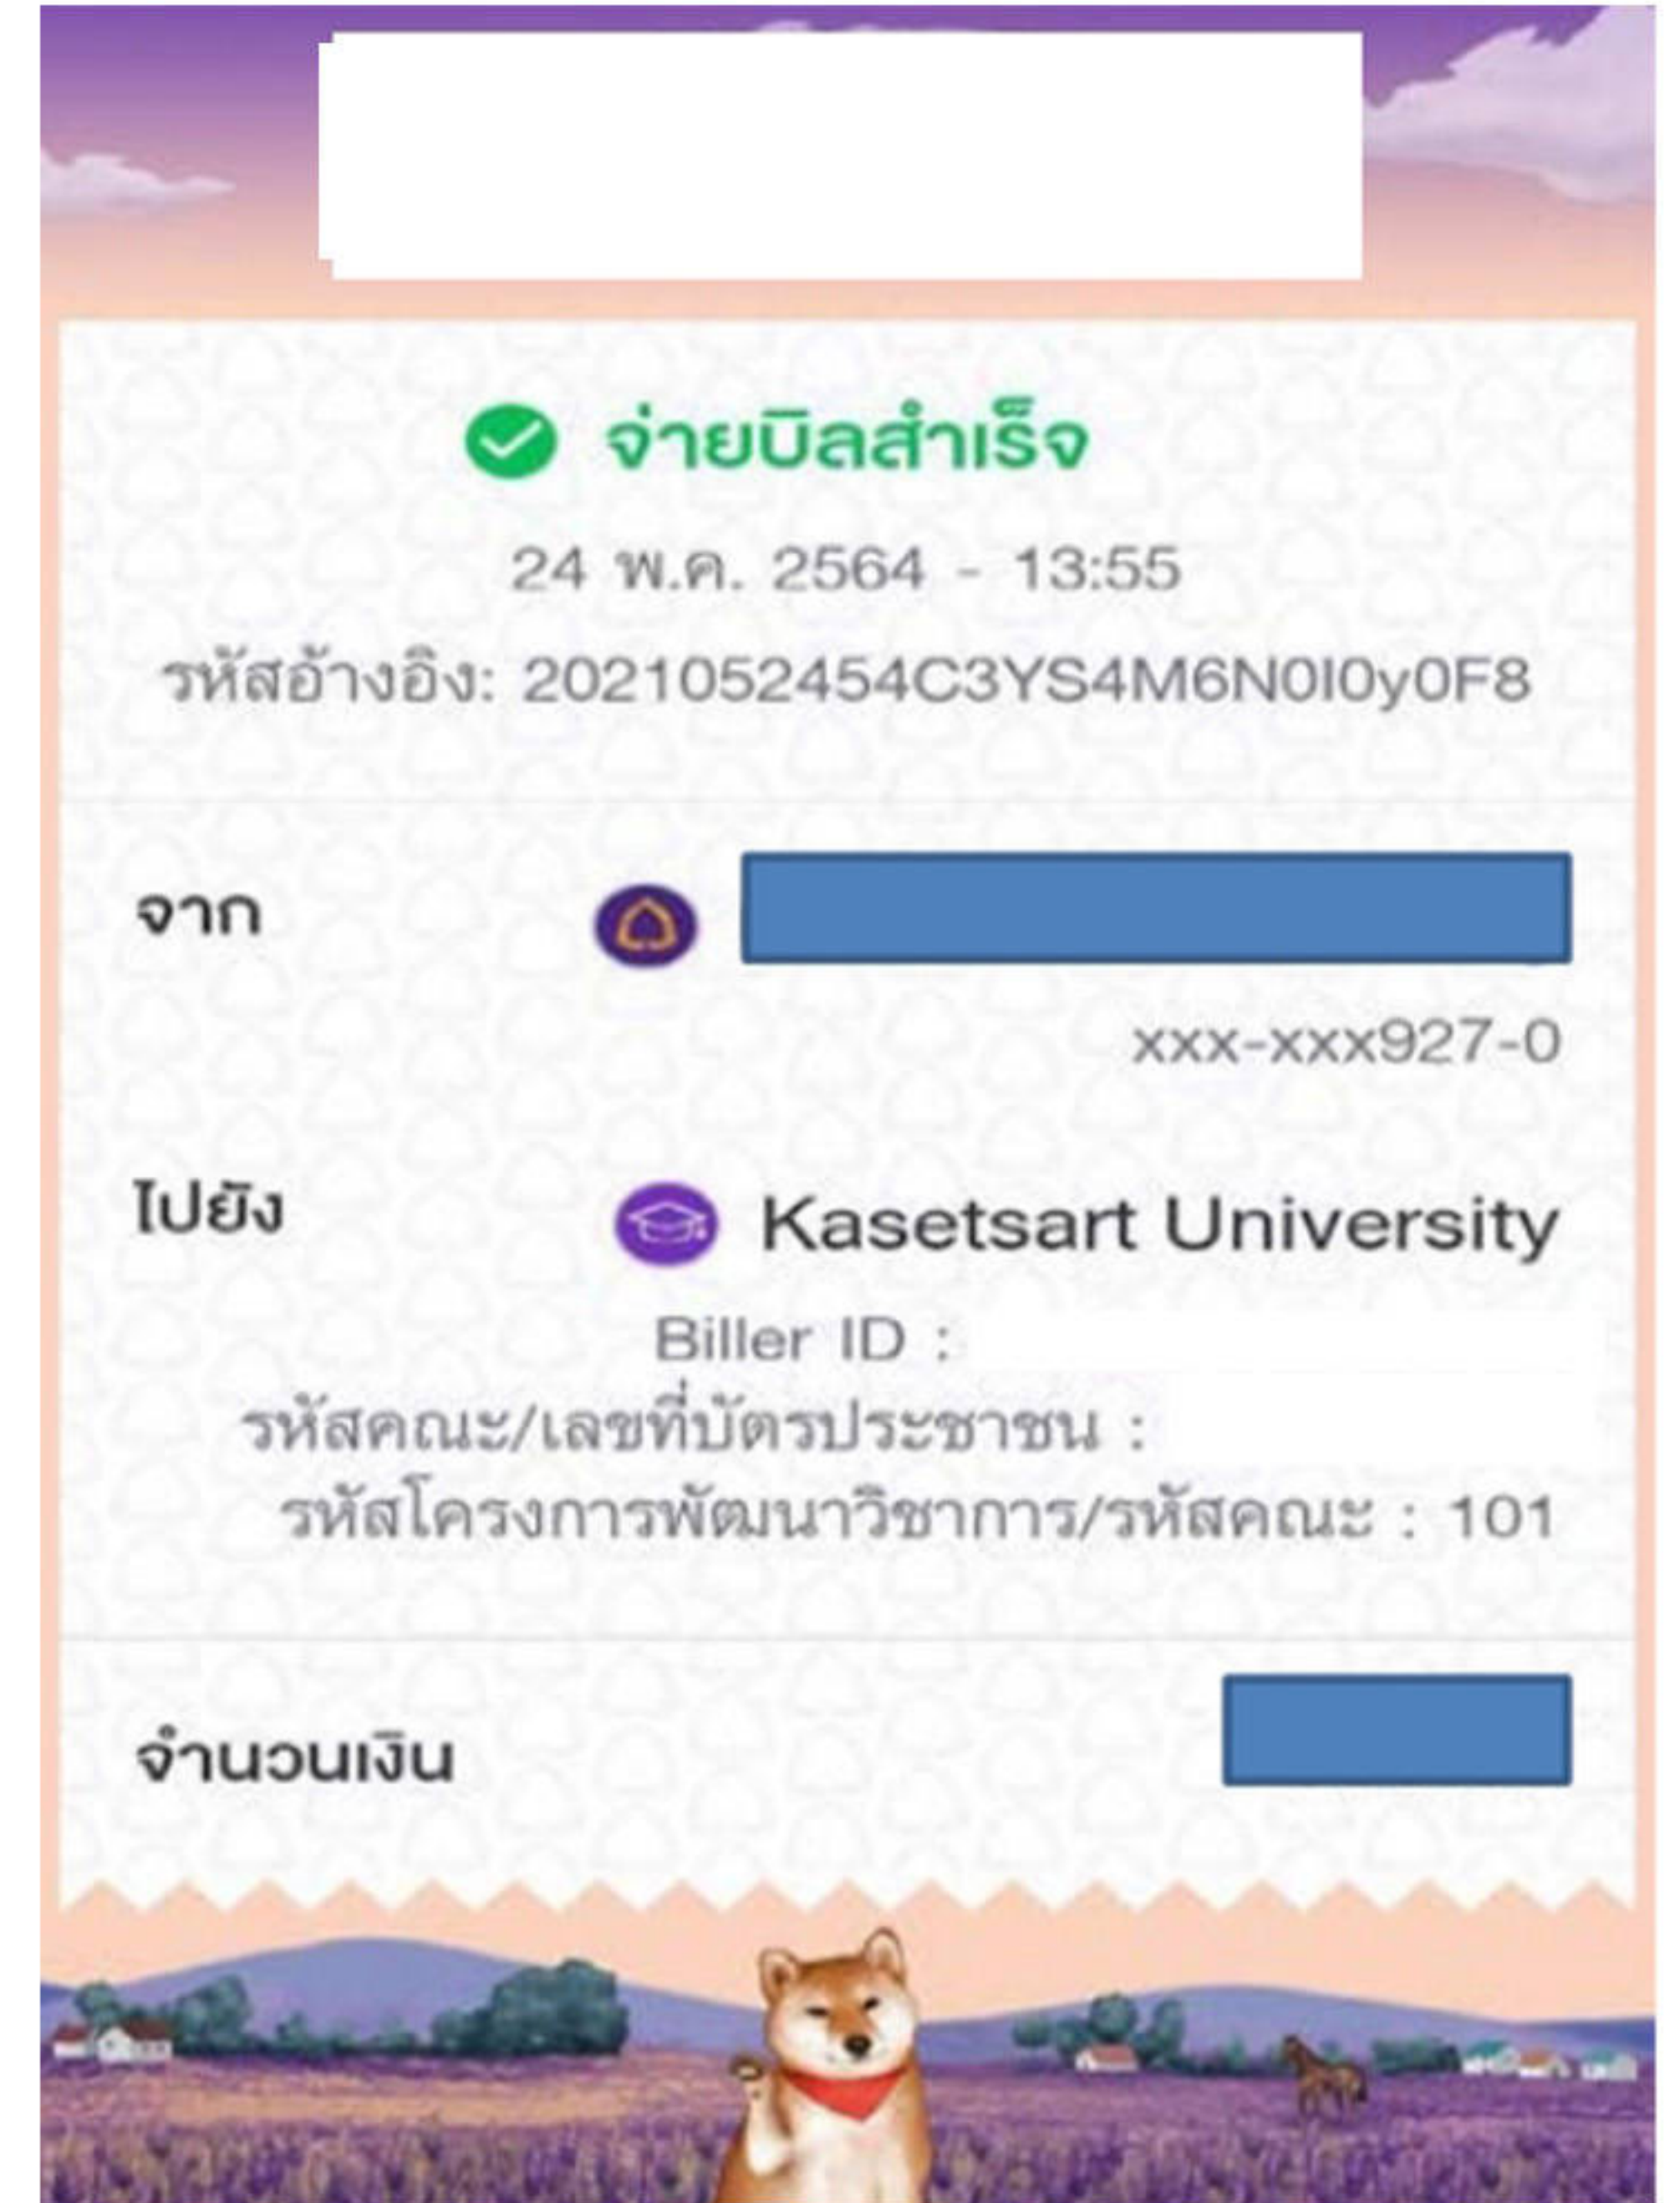 จ่ายบิลสำเร็จ
24 พ.ค. 2564 - 13:55
รหัสอ้างอิง: 2021052454C3YS4M6N0I0y0F8
จาก
xxx-xxx927-0
ไปยัง Kasetsart University
Biller ID :
รหัสคณะ/เลขที่บัตรประชาชน :
รหัสโครงการพัฒนาวิชาการ/รหัสคณะ : 101
จำนวนเงิน